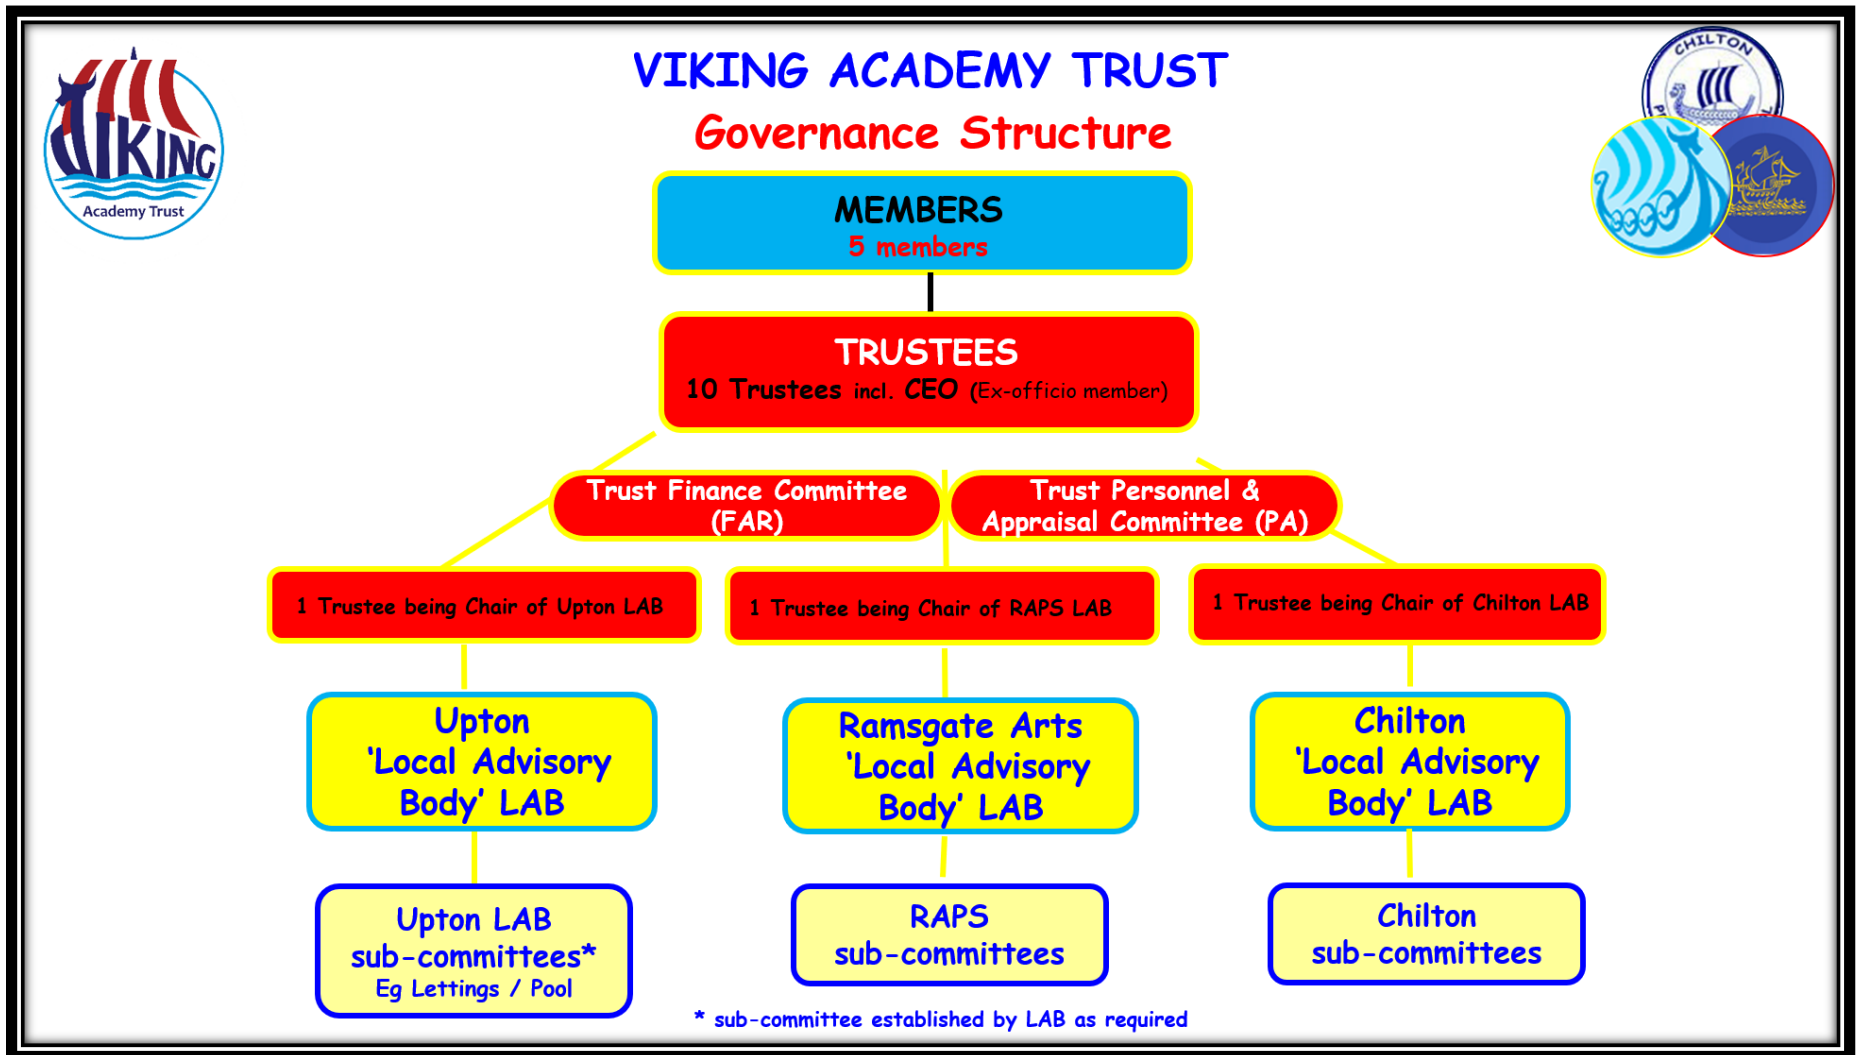 VIKING ACADEMY TRUST
Governance Structure
VIKING
Academy Trust
CHILTON
MEMBERS
5 members
TRUSTEES
10 Trustees incl. CEO (Ex-officio member)
Trust Finance Committee
(FAR)
Trust Personnel &
Appraisal Committee (PA)
1 Trustee being Chair of Upton LAB
1 Trustee being Chair of RAPS LAB
1 Trustee being Chair of Chilton LAB
Upton
‘Local Advisory
Body’ LAB
Ramsgate Arts
‘Local Advisory
Body’ LAB
Chilton
‘Local Advisory
Body’ LAB
Upton LAB
sub-committees*
Eg Lettings / Pool
RAPS
sub-committees
Chilton
sub-committees
* sub-committee established by LAB as required